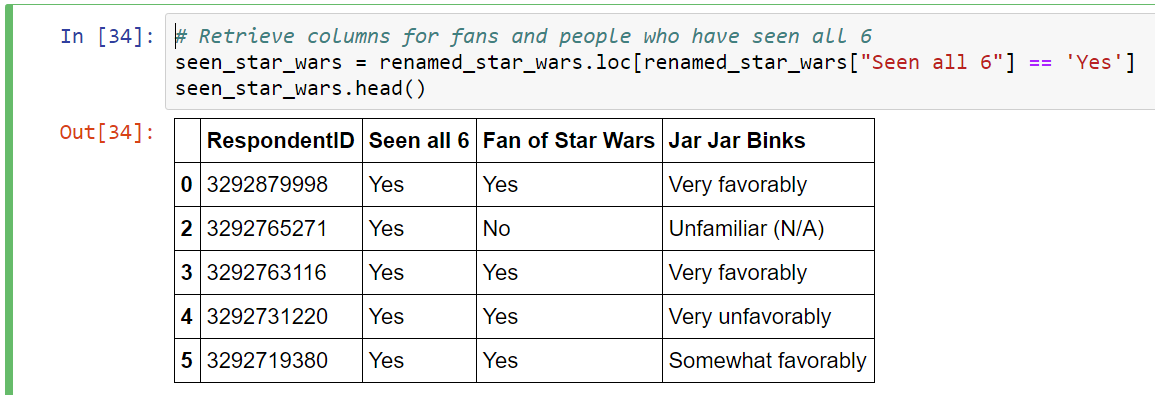 In [34]: # Retrieve columns for fans and people who have seen all 6
seen_star_wars = renamed_star_wars.loc[renamed_star_wars["Seen all 6"] == 'Yes']
seen_star_wars.head()
Out[34]:
RespondentID Seen all 6 Fan of Star Wars Jar Jar Binks
0 3292879998 Yes Yes Very favorably
2 3292765271 Yes No Unfamiliar (N/A)
3 3292763116 Yes Yes Very favorably
4 3292731220 Yes Yes Very unfavorably
5 3292719380 Yes Yes Somewhat favorably